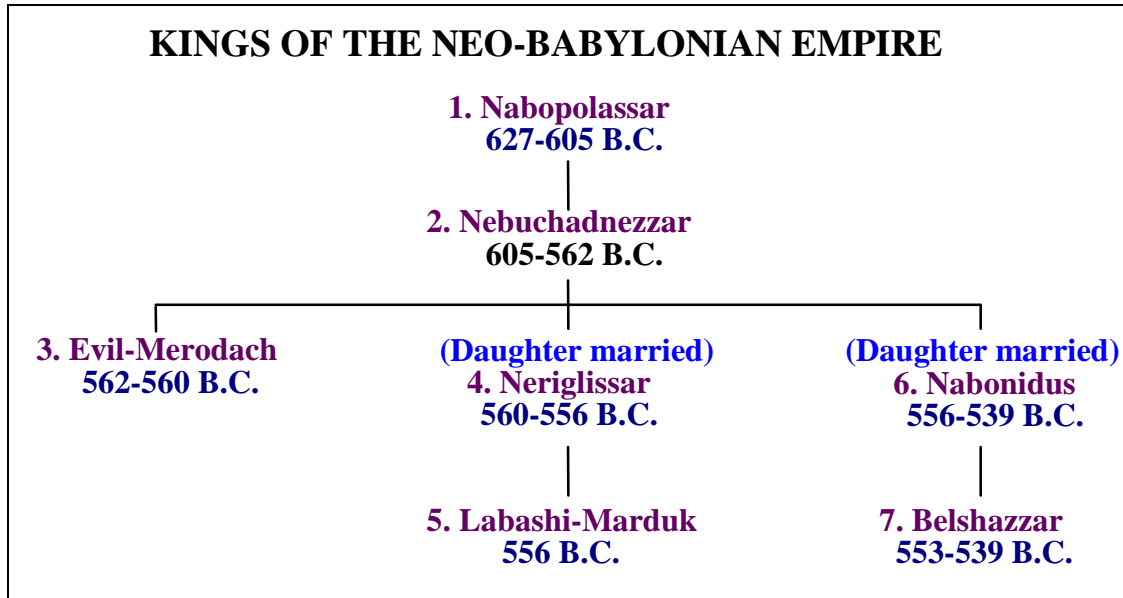 KINGS OF THE NEO-BABYLONIAN EMPIRE
1. Nabopolassar
627-605 B.C.
2. Nebuchadnezzar
605-562 B.C.
3. Evil-Merodach
562-560 B.C.
(Daughter married)
4. Neriglissar
560-556 B.C.
(Daughter married)
6. Nabonidus
556-539 B.C.
5. Labashi-Marduk
556 B.C.
7. Belshazzar
553-539 B.C.